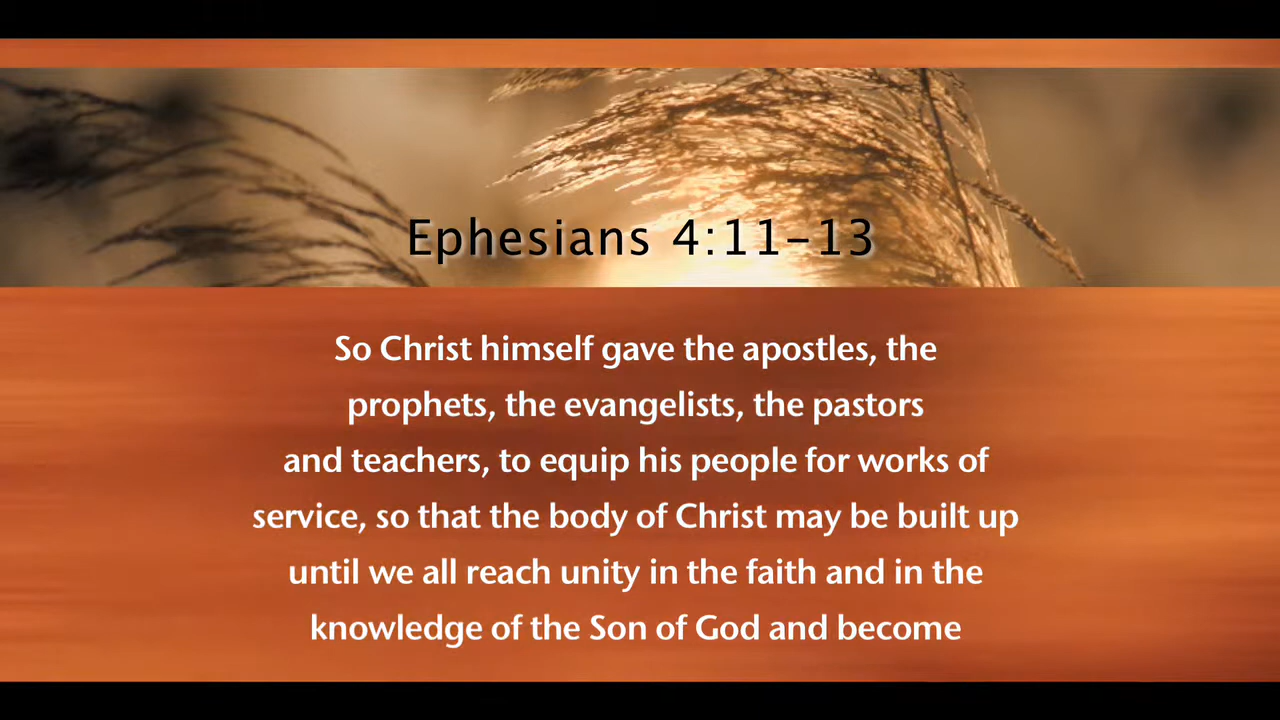 Ephesians 4:11-13
So Christ himself gave the apostles, the
prophets, the evangelists, the pastors
and teachers, to equip his people for works of
service, so that the body of Christ may be built up
until we all reach unity in the faith and in the
knowledge of the Son of God and become